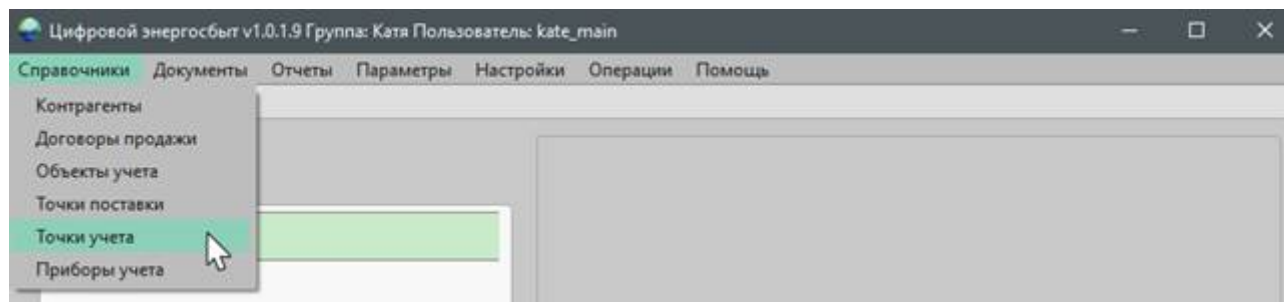 Цифровой энергосбыт v1.0.1.9 Группа: Катя Пользователь: kate_main
Справочники Документы Отчеты Параметры Настройки Операции Помощь
Контрагенты
Договоры продажи
Объекты учета
Точки поставки
Точки учета
Приборы учета